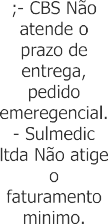 ;- CBS Não
atende o
prazo de
entrega,
pedido
emeregencial.
- Sulmedic
ltda Não atige
o
faturamento
minimo.